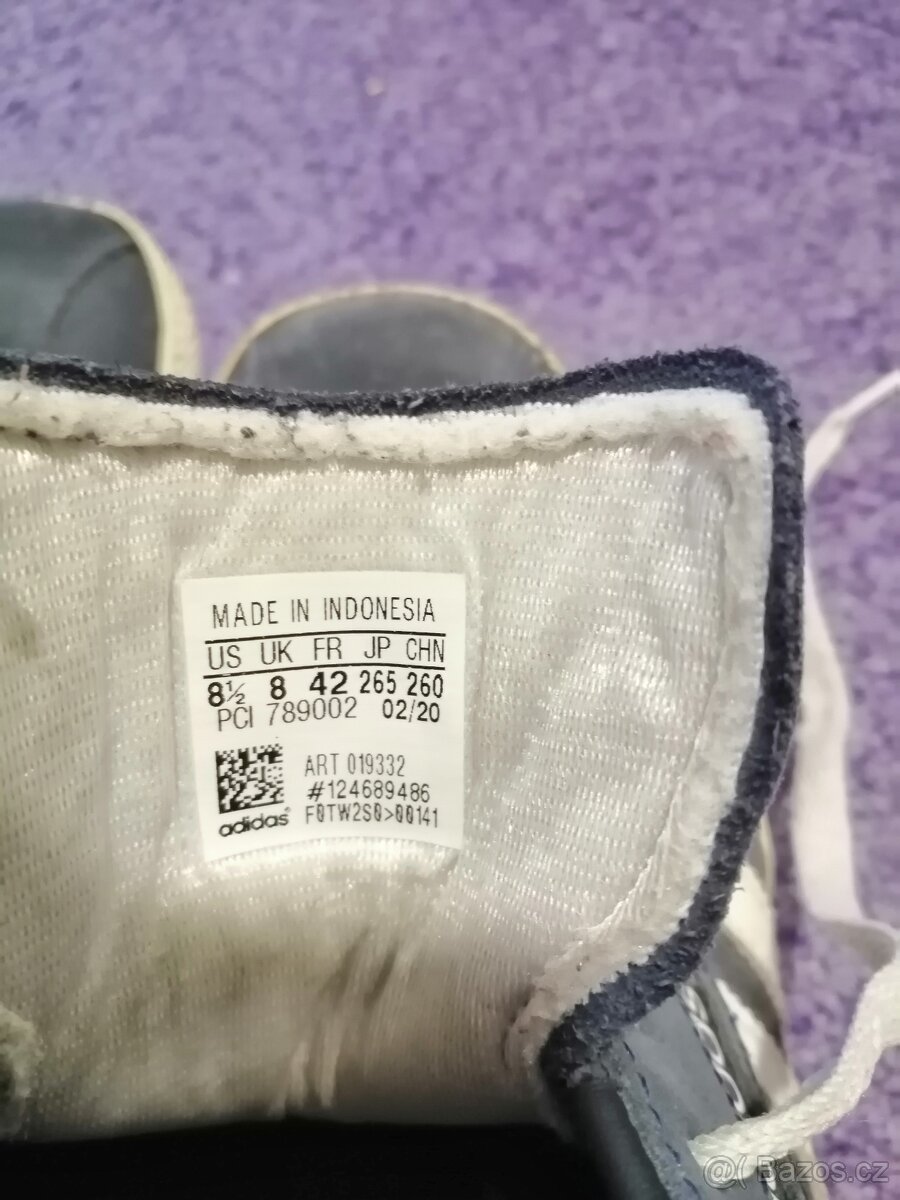 MADE IN INDONESIA
US UK FR JP CHN
8½ 8 42 265 260
PCI 789002 02/20
ART 019332
#124689486
adidas® F0TW2S0>00141
@( Bazos.cz